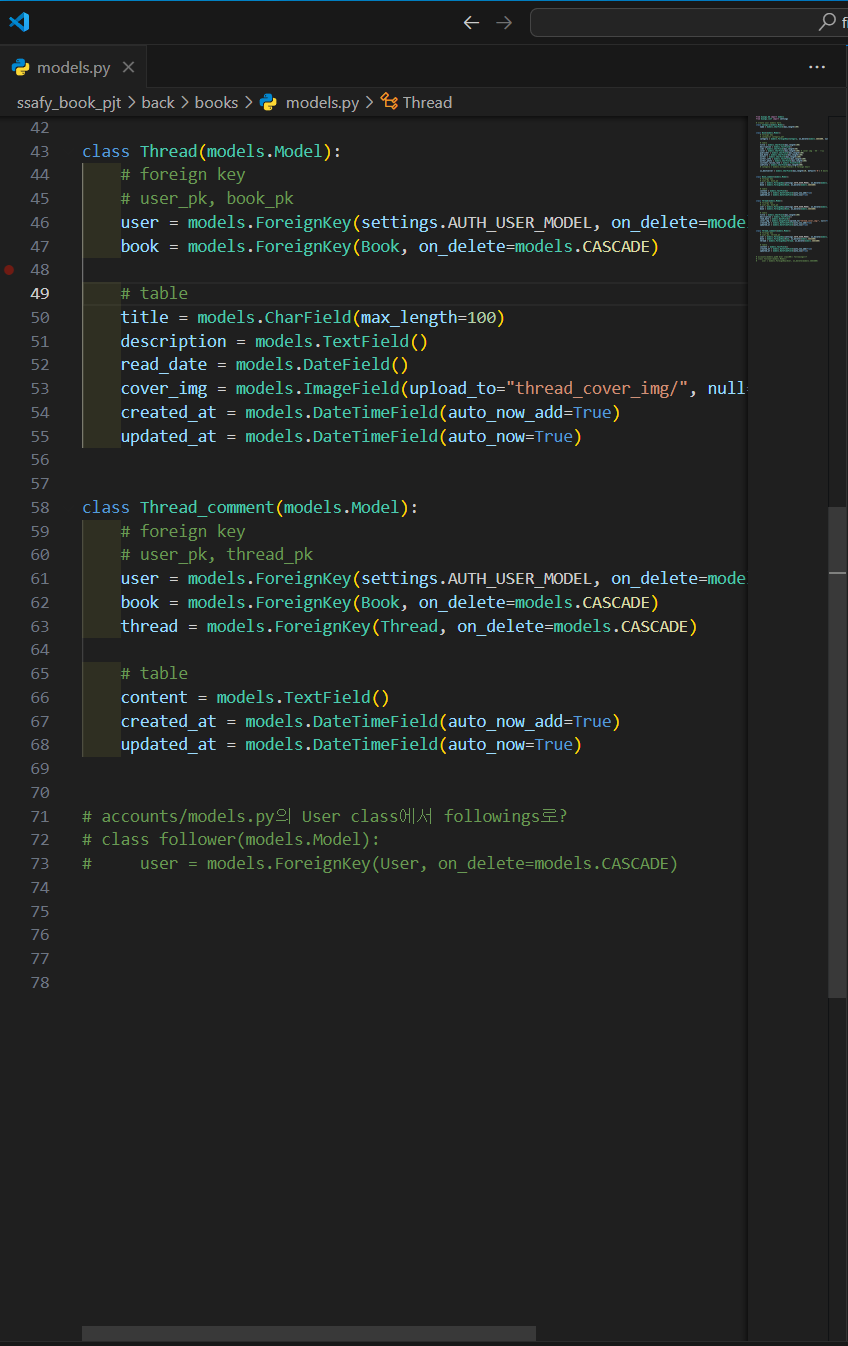 fi
models.py
ssafy_book_pjt > back > books > models.py > Thread
42
43 class Thread(models.Model):
44     # foreign key
45     # user_pk, book_pk
46     user = models.ForeignKey(settings.AUTH_USER_MODEL, on_delete=mode
47     book = models.ForeignKey(Book, on_delete=models.CASCADE)
48
49     # table
50     title = models.CharField(max_length=100)
51     description = models.TextField()
52     read_date = models.DateField()
53     cover_img = models.ImageField(upload_to="thread_cover_img/", null=
54     created_at = models.DateTimeField(auto_now_add=True)
55     updated_at = models.DateTimeField(auto_now=True)
56
57
58 class Thread_comment(models.Model):
59     # foreign key
60     # user_pk, thread_pk
61     user = models.ForeignKey(settings.AUTH_USER_MODEL, on_delete=mode
62     book = models.ForeignKey(Book, on_delete=models.CASCADE)
63     thread = models.ForeignKey(Thread, on_delete=models.CASCADE)
64
65     # table
66     content = models.TextField()
67     created_at = models.DateTimeField(auto_now_add=True)
68     updated_at = models.DateTimeField(auto_now=True)
69
70
71 # accounts/models.py의 User class에서 followings로?
72 # class follower(models.Model):
73 #     user = models.ForeignKey(User, on_delete=models.CASCADE)
74
75
76
77
78